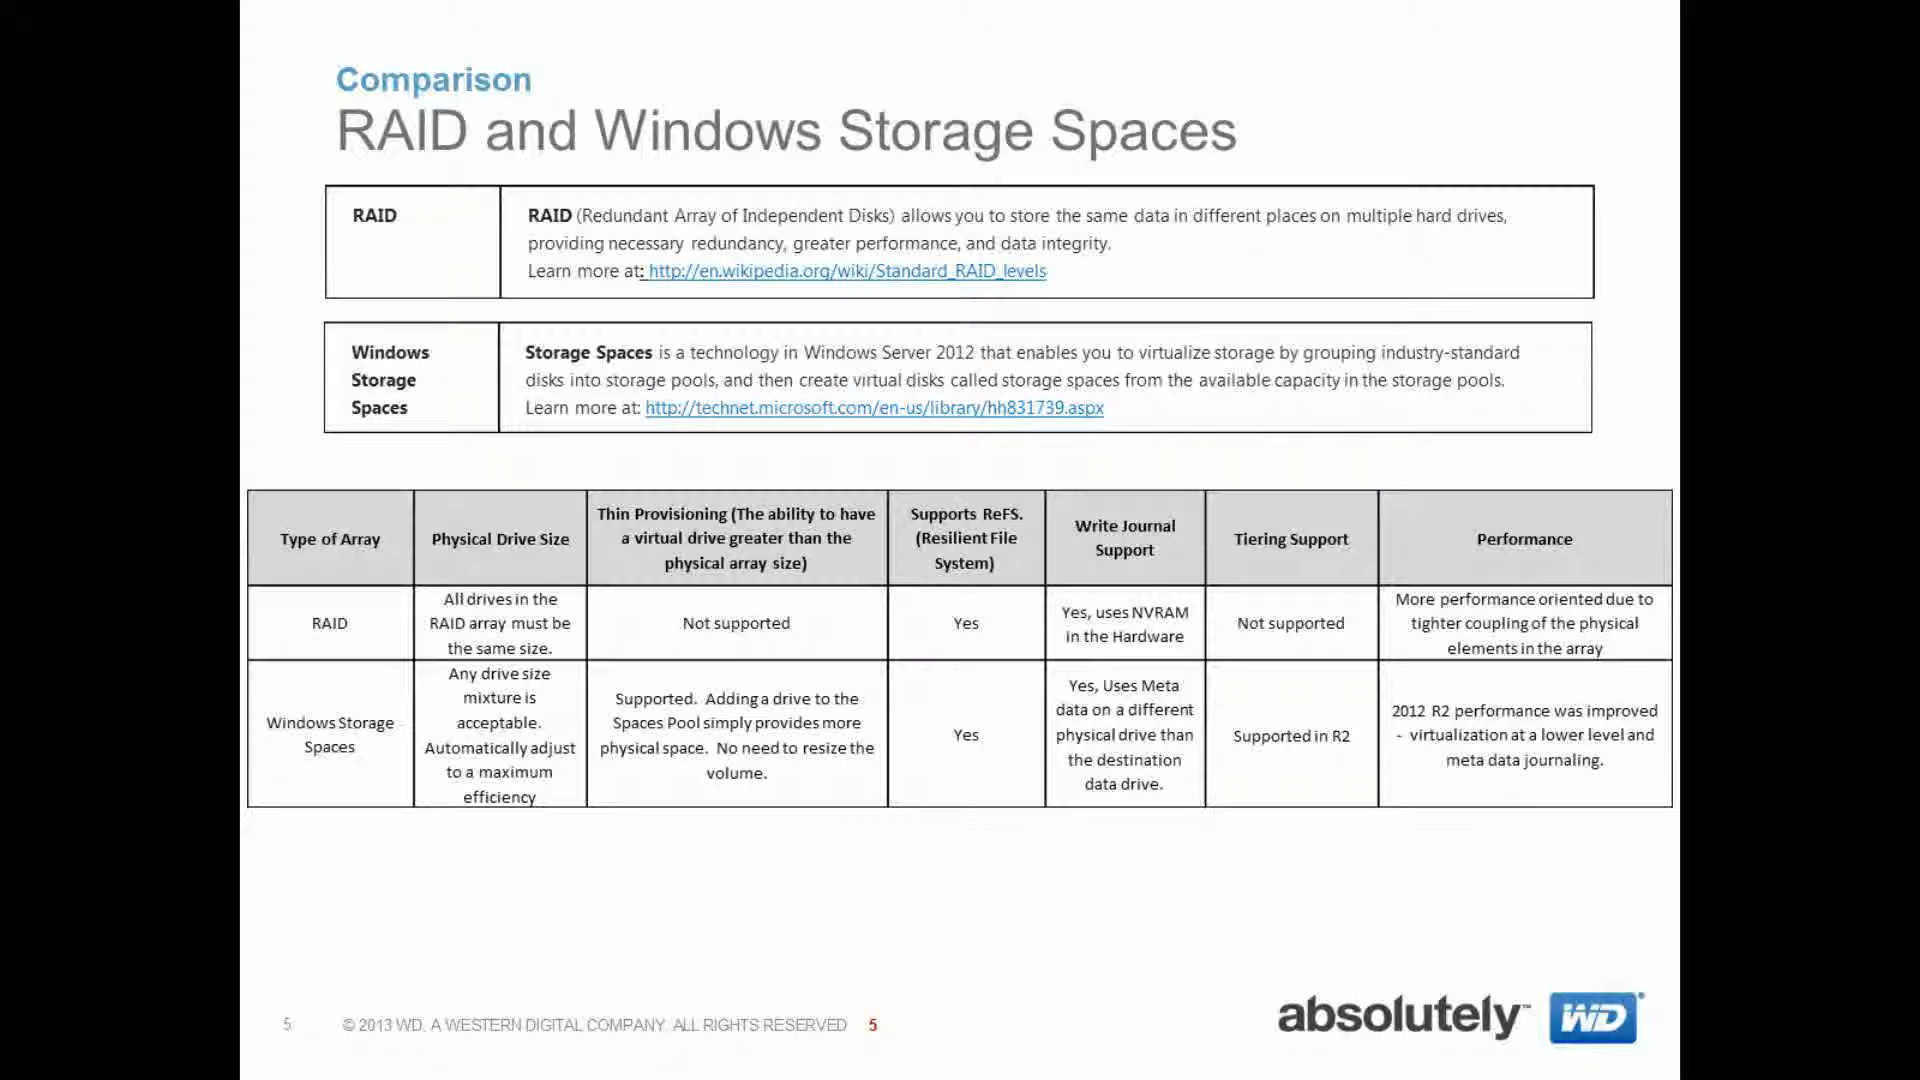 Comparison
RAID and Windows Storage Spaces
RAID
RAID (Redundant Array of Independent Disks) allows you to store the same data in different places on multiple hard drives,
providing necessary redundancy, greater performance, and data integrity.
Learn more at: http://en.wikipedia.org/wiki/Standard_RAID_levels
Windows
Storage
Spaces
Storage Spaces is a technology in Windows Server 2012 that enables you to virtualize storage by grouping industry-standard
disks into storage pools, and then create virtual disks called storage spaces from the available capacity in the storage pools.
Learn more at: http://technet.microsoft.com/en-us/library/hh831739.aspx
Type of Array
Physical Drive Size
Thin Provisioning (The ability to have
a virtual drive greater than the
physical array size)
Supports ReFS.
(Resilient File
System)
Write Journal
Support
Tiering Support
Performance
RAID
All drives in the
RAID array must be
the same size.
Not supported
Yes
Yes, uses NVRAM
in the Hardware
Not supported
More performance oriented due to
tighter coupling of the physical
elements in the array
Windows Storage
Spaces
Any drive size
mixture is
acceptable.
Automatically adjust
to a maximum
efficiency
Supported. Adding a drive to the
Spaces Pool simply provides more
physical space. No need to resize the
volume.
Yes
Yes, Uses Meta
data on a different
physical drive than
the destination
data drive.
Supported in R2
2012 R2 performance was improved
- virtualization at a lower level and
meta data journaling.
5
© 2013 WD, A WESTERN DIGITAL COMPANY. ALL RIGHTS RESERVED 5
absolutely™ WD®